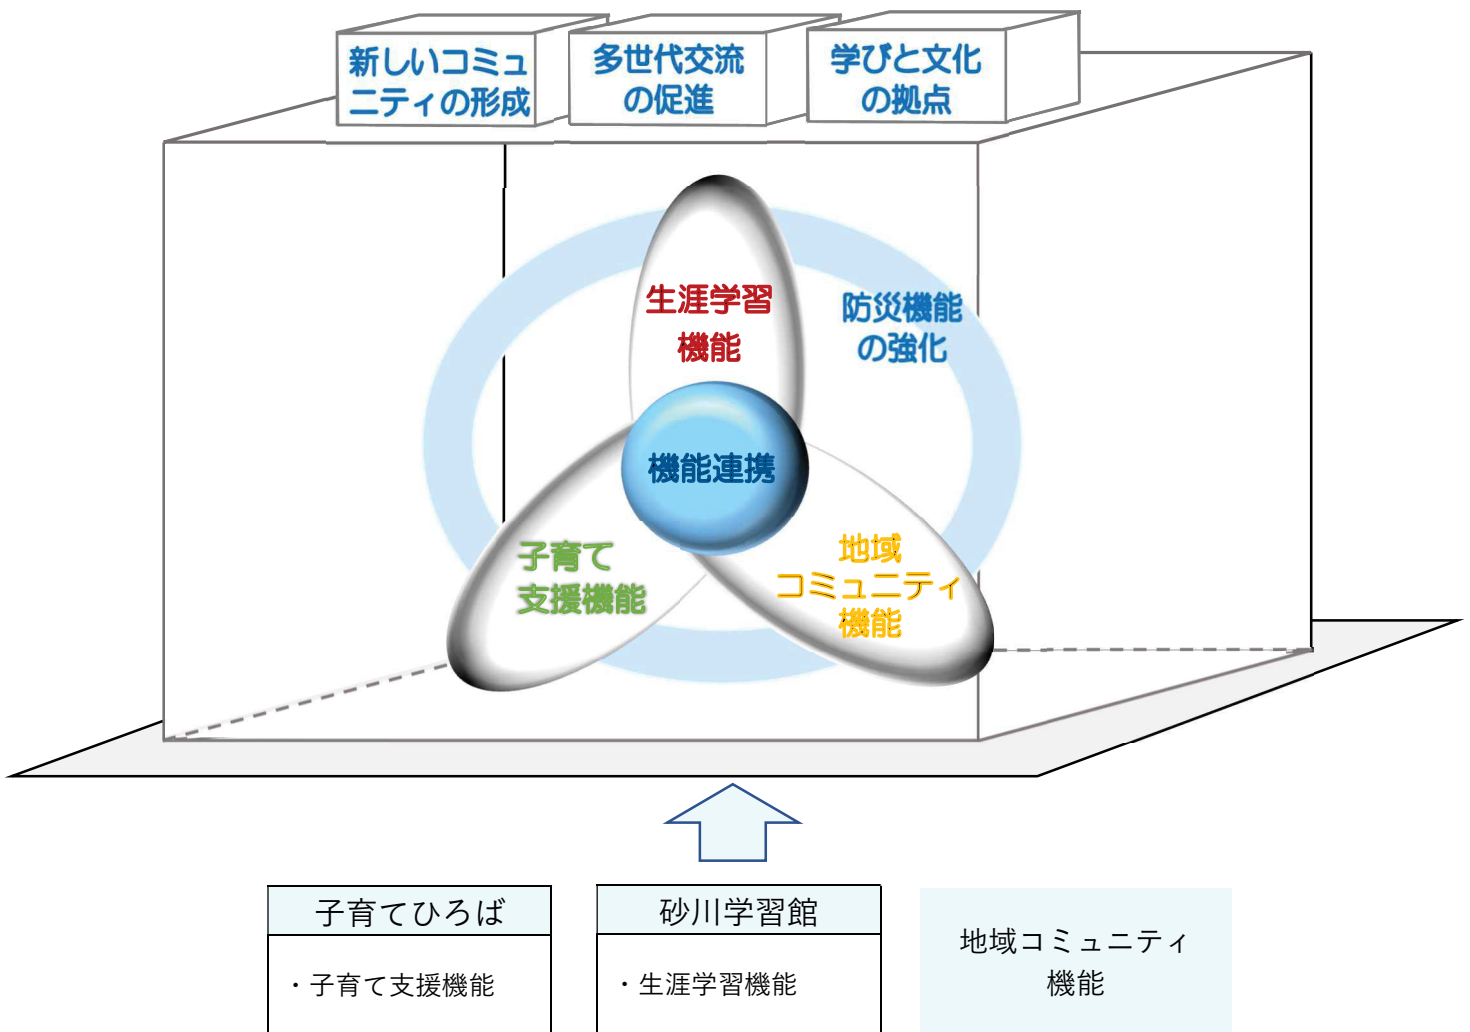 新しいコミュ
ニティの形成
多世代交流
の促進
学びと文化
の拠点
生涯学習
機能
防災機能
の強化
機能連携
子育て
支援機能
地域
コミュニティ
機能
子育てひろば
・子育て支援機能
砂川学習館
・生涯学習機能
地域コミュニティ
機能